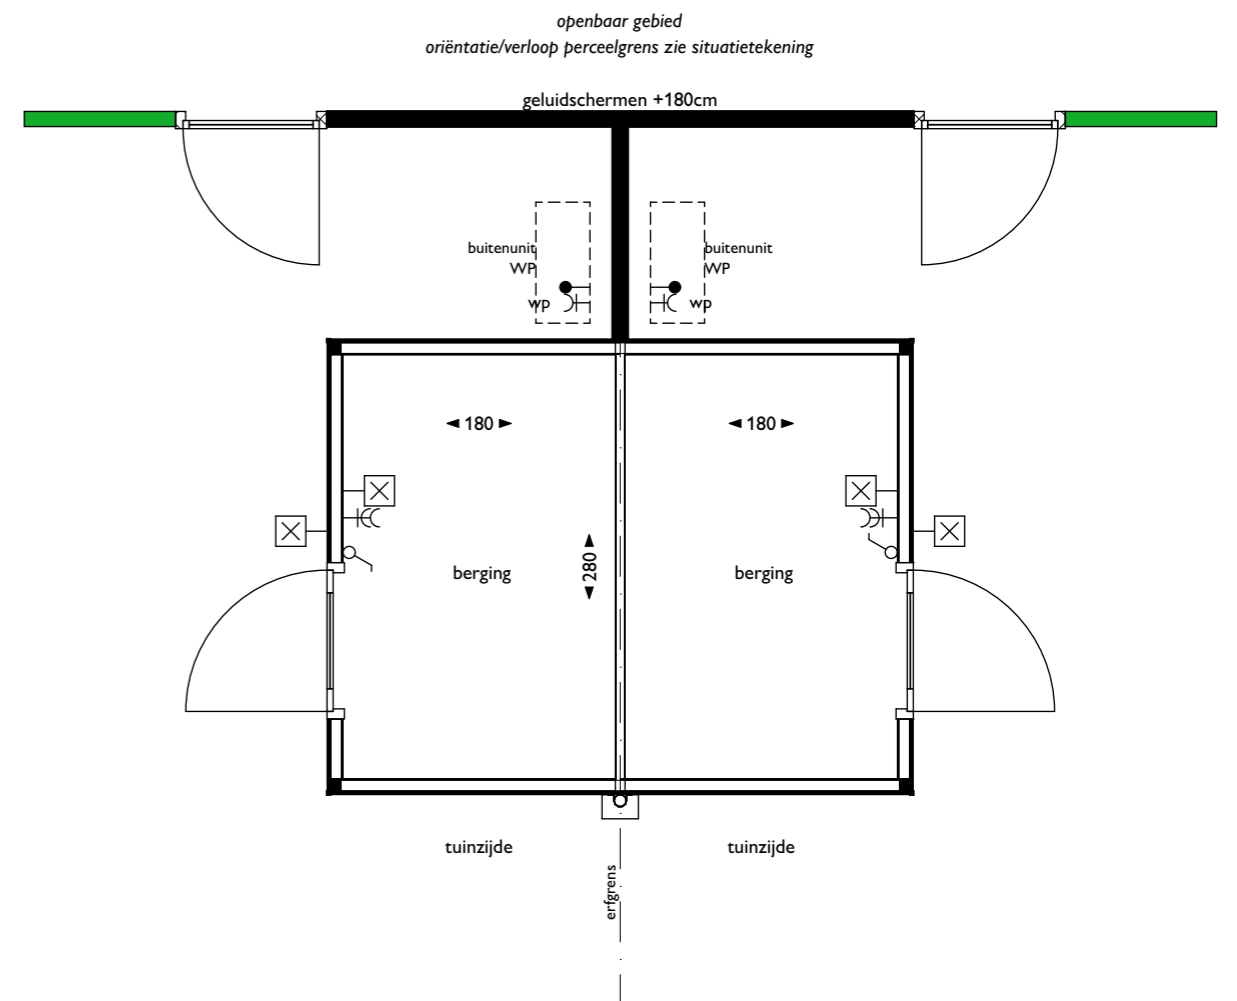 openbaar gebied
oriëntatie/verloop perceelgrens zie situatietekening
geluidschermen +180cm
buitenunit
WP
wp
buitenunit
WP
wp
180
180
280
berging
berging
tuinzijde
tuinzijde
erfgrens